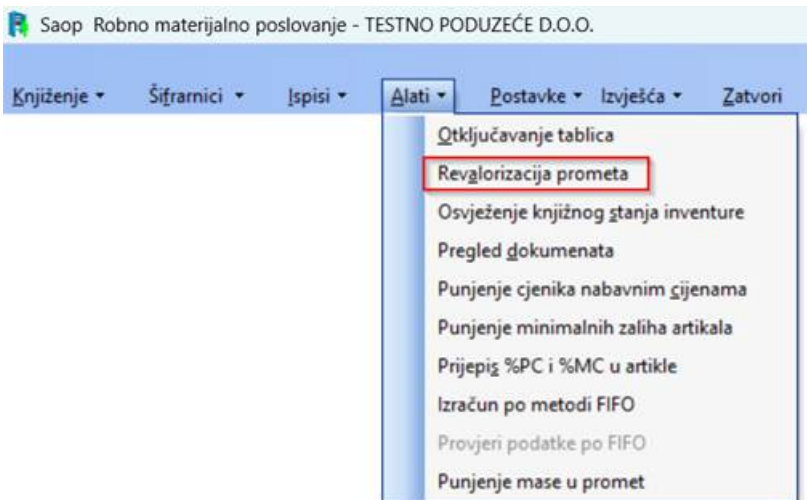 Saop Robno materijalno poslovanje - TESTNO PODUZEĆE D.O.O.
Knjiženje Šifrarnici Ispisi Alati Postavke Izvješća Zatvori
Otključavanje tablica
Revalorizacija prometa
Osvježenje knjižnog stanja inventure
Pregled dokumenata
Punjenje cjenika nabavnim cijenama
Punjenje minimalnih zaliha artikala
Prijepis %PC i %MC u artikle
Izračun po metodi FIFO
Provjeri podatke po FIFO
Punjenje mase u promet